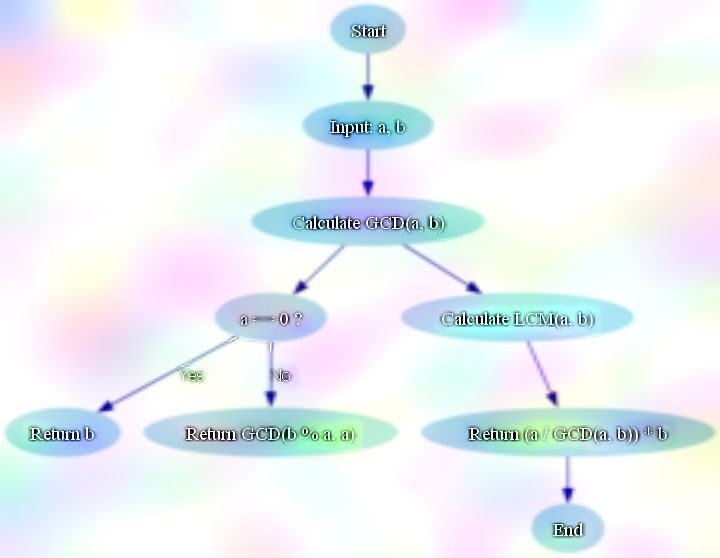 Start
Input: a, b
Calculate GCD(a, b)
a == 0 ?
Calculate LCM(a, b)
Yes
No
Return b
Return GCD(b % a, a)
Return (a / GCD(a, b)) * b
End